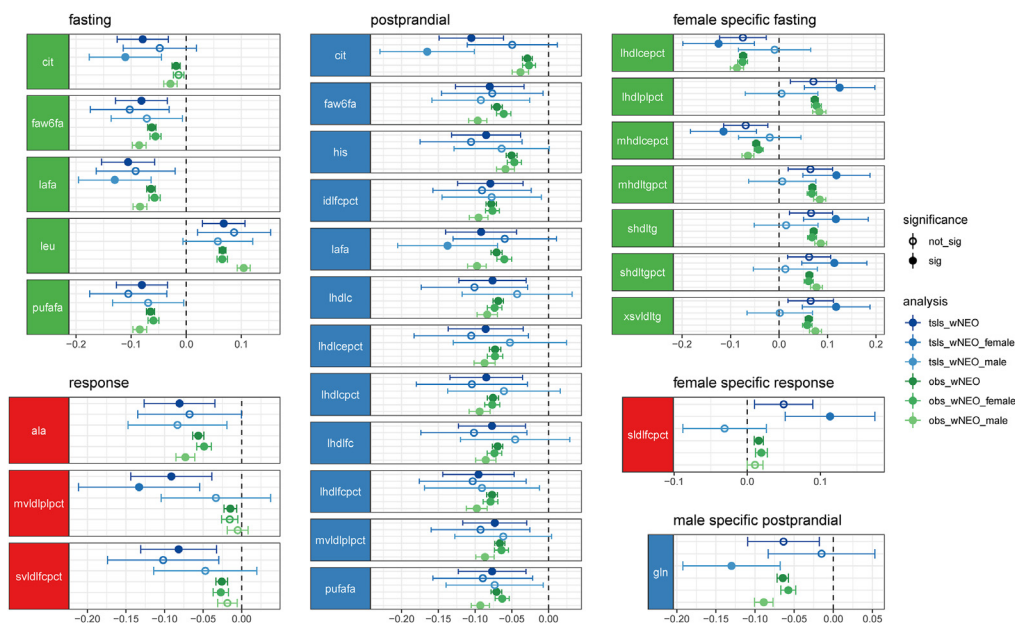 fasting
cit
faw6fa
lafa
leu
pufafa
−0.2 −0.1 0.0 0.1
response
ala
mvldlplpct
svldlfcpct
−0.20 −0.15 −0.10 −0.05 0.00
postprandial
cit
faw6fa
his
idlfcpct
lafa
lhdlc
lhdlcepct
lhdlcpct
lhdlfc
lhdlfcpct
mvldlplpct
pufafa
−0.20 −0.15 −0.10 −0.05 0.00
female specific fasting
lhdlcepct
lhdlplpct
mhdlcepct
mhdltgpct
shdltg
shdltgpct
xsvldltg
−0.2 −0.1 0.0 0.1 0.2
female specific response
sldlfcpct
−0.1 0.0 0.1
male specific postprandial
gln
−0.20 −0.15 −0.10 −0.05 0.00 0.05
significance
not_sig
sig
analysis
tsls_wNEO
tsls_wNEO_female
tsls_wNEO_male
obs_wNEO
obs_wNEO_female
obs_wNEO_male